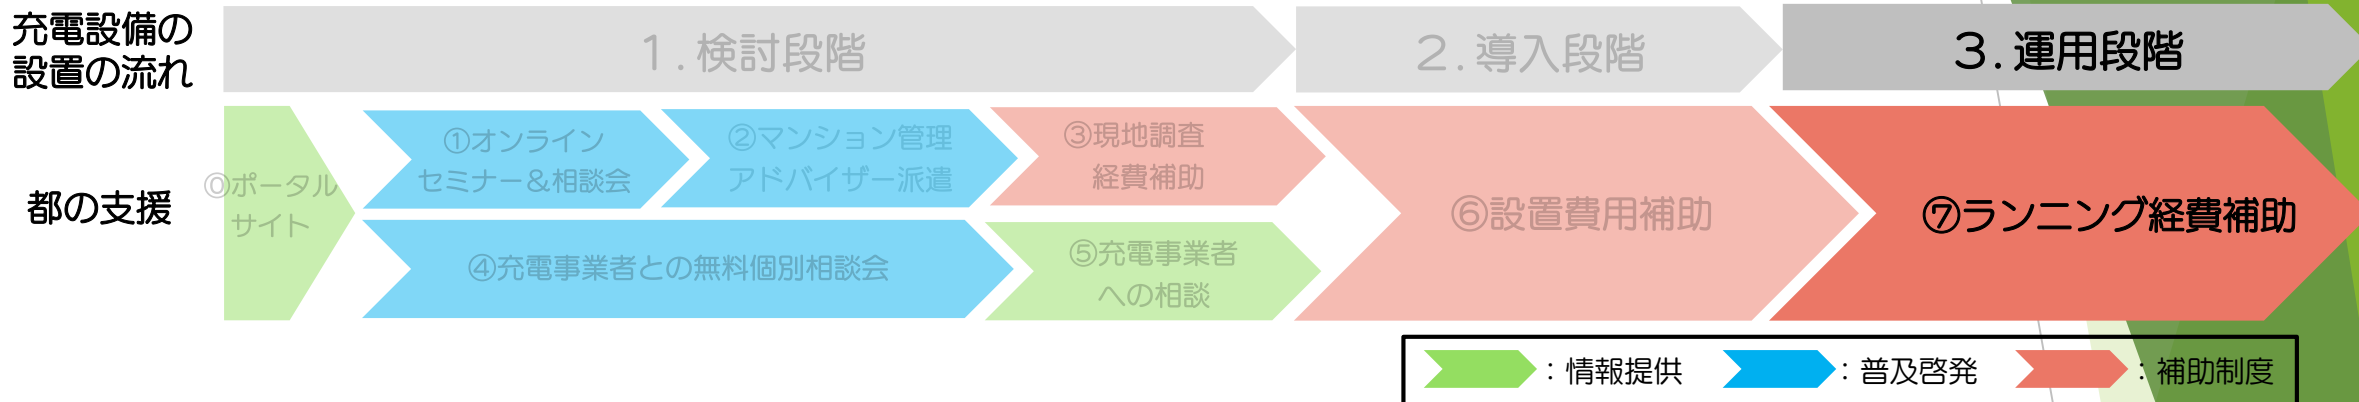 充電設備の
設置の流れ
1.検討段階
2.導入段階
3.運用段階
都の支援
⓪ポータル
サイト
①オンライン
セミナー＆相談会
②マンション管理
アドバイザー派遣
③現地調査
経費補助
④充電事業者との無料個別相談会
⑤充電事業者
への相談
⑥設置費用補助
⑦ランニング経費補助
：情報提供
：普及啓発
：補助制度